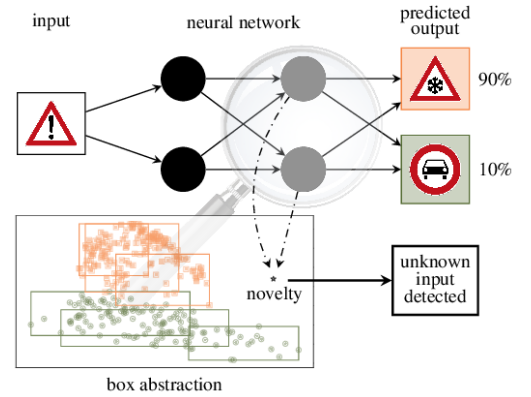 input
neural network
predicted
output
!
90%
10%
*
novelty
unknown
input
detected
box abstraction